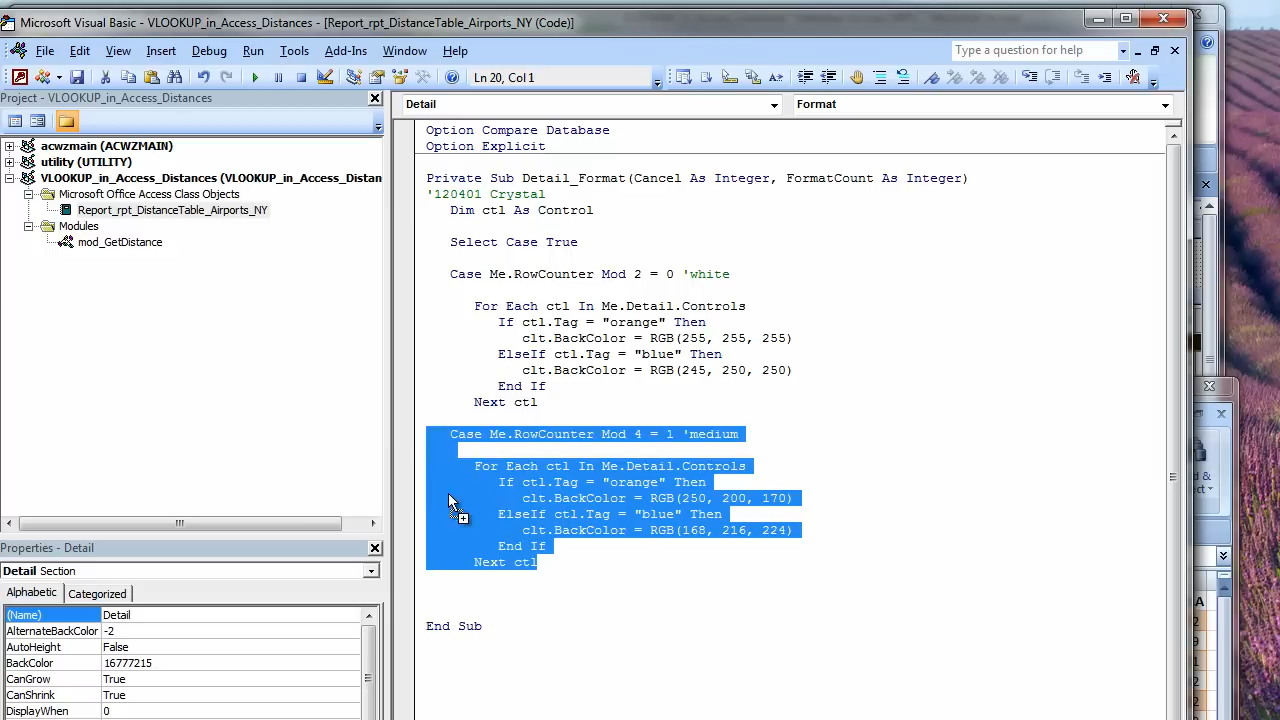 Microsoft Visual Basic - VLOOKUP_in_Access_Distances - [Report_rpt_DistanceTable_Airports_NY (Code)]
File Edit View Insert Debug Run Tools Add-Ins Window Help
Type a question for help
Ln 20, Col 1
Project - VLOOKUP_in_Access_Distances
acwzmain (ACWZMAIN)
utility (UTILITY)
VLOOKUP_in_Access_Distances (VLOOKUP_in_Access_Distan
Microsoft Office Access Class Objects
Report_rpt_DistanceTable_Airports_NY
Modules
mod_GetDistance
Properties - Detail
Detail Section
Alphabetic Categorized
(Name) Detail
AlternateBackColor -2
AutoHeight False
BackColor 16777215
CanGrow True
CanShrink True
DisplayWhen 0
Detail Format
Option Compare Database
Option Explicit
Private Sub Detail_Format(Cancel As Integer, FormatCount As Integer)
'120401 Crystal
Dim ctl As Control
Select Case True
Case Me.RowCounter Mod 2 = 0 'white
For Each ctl In Me.Detail.Controls
If ctl.Tag = "orange" Then
clt.BackColor = RGB(255, 255, 255)
ElseIf ctl.Tag = "blue" Then
clt.BackColor = RGB(245, 250, 250)
End If
Next ctl
Case Me.RowCounter Mod 4 = 1 'medium
For Each ctl In Me.Detail.Controls
If ctl.Tag = "orange" Then
clt.BackColor = RGB(250, 200, 170)
ElseIf ctl.Tag = "blue" Then
clt.BackColor = RGB(168, 216, 224)
End If
Next ctl
End Sub